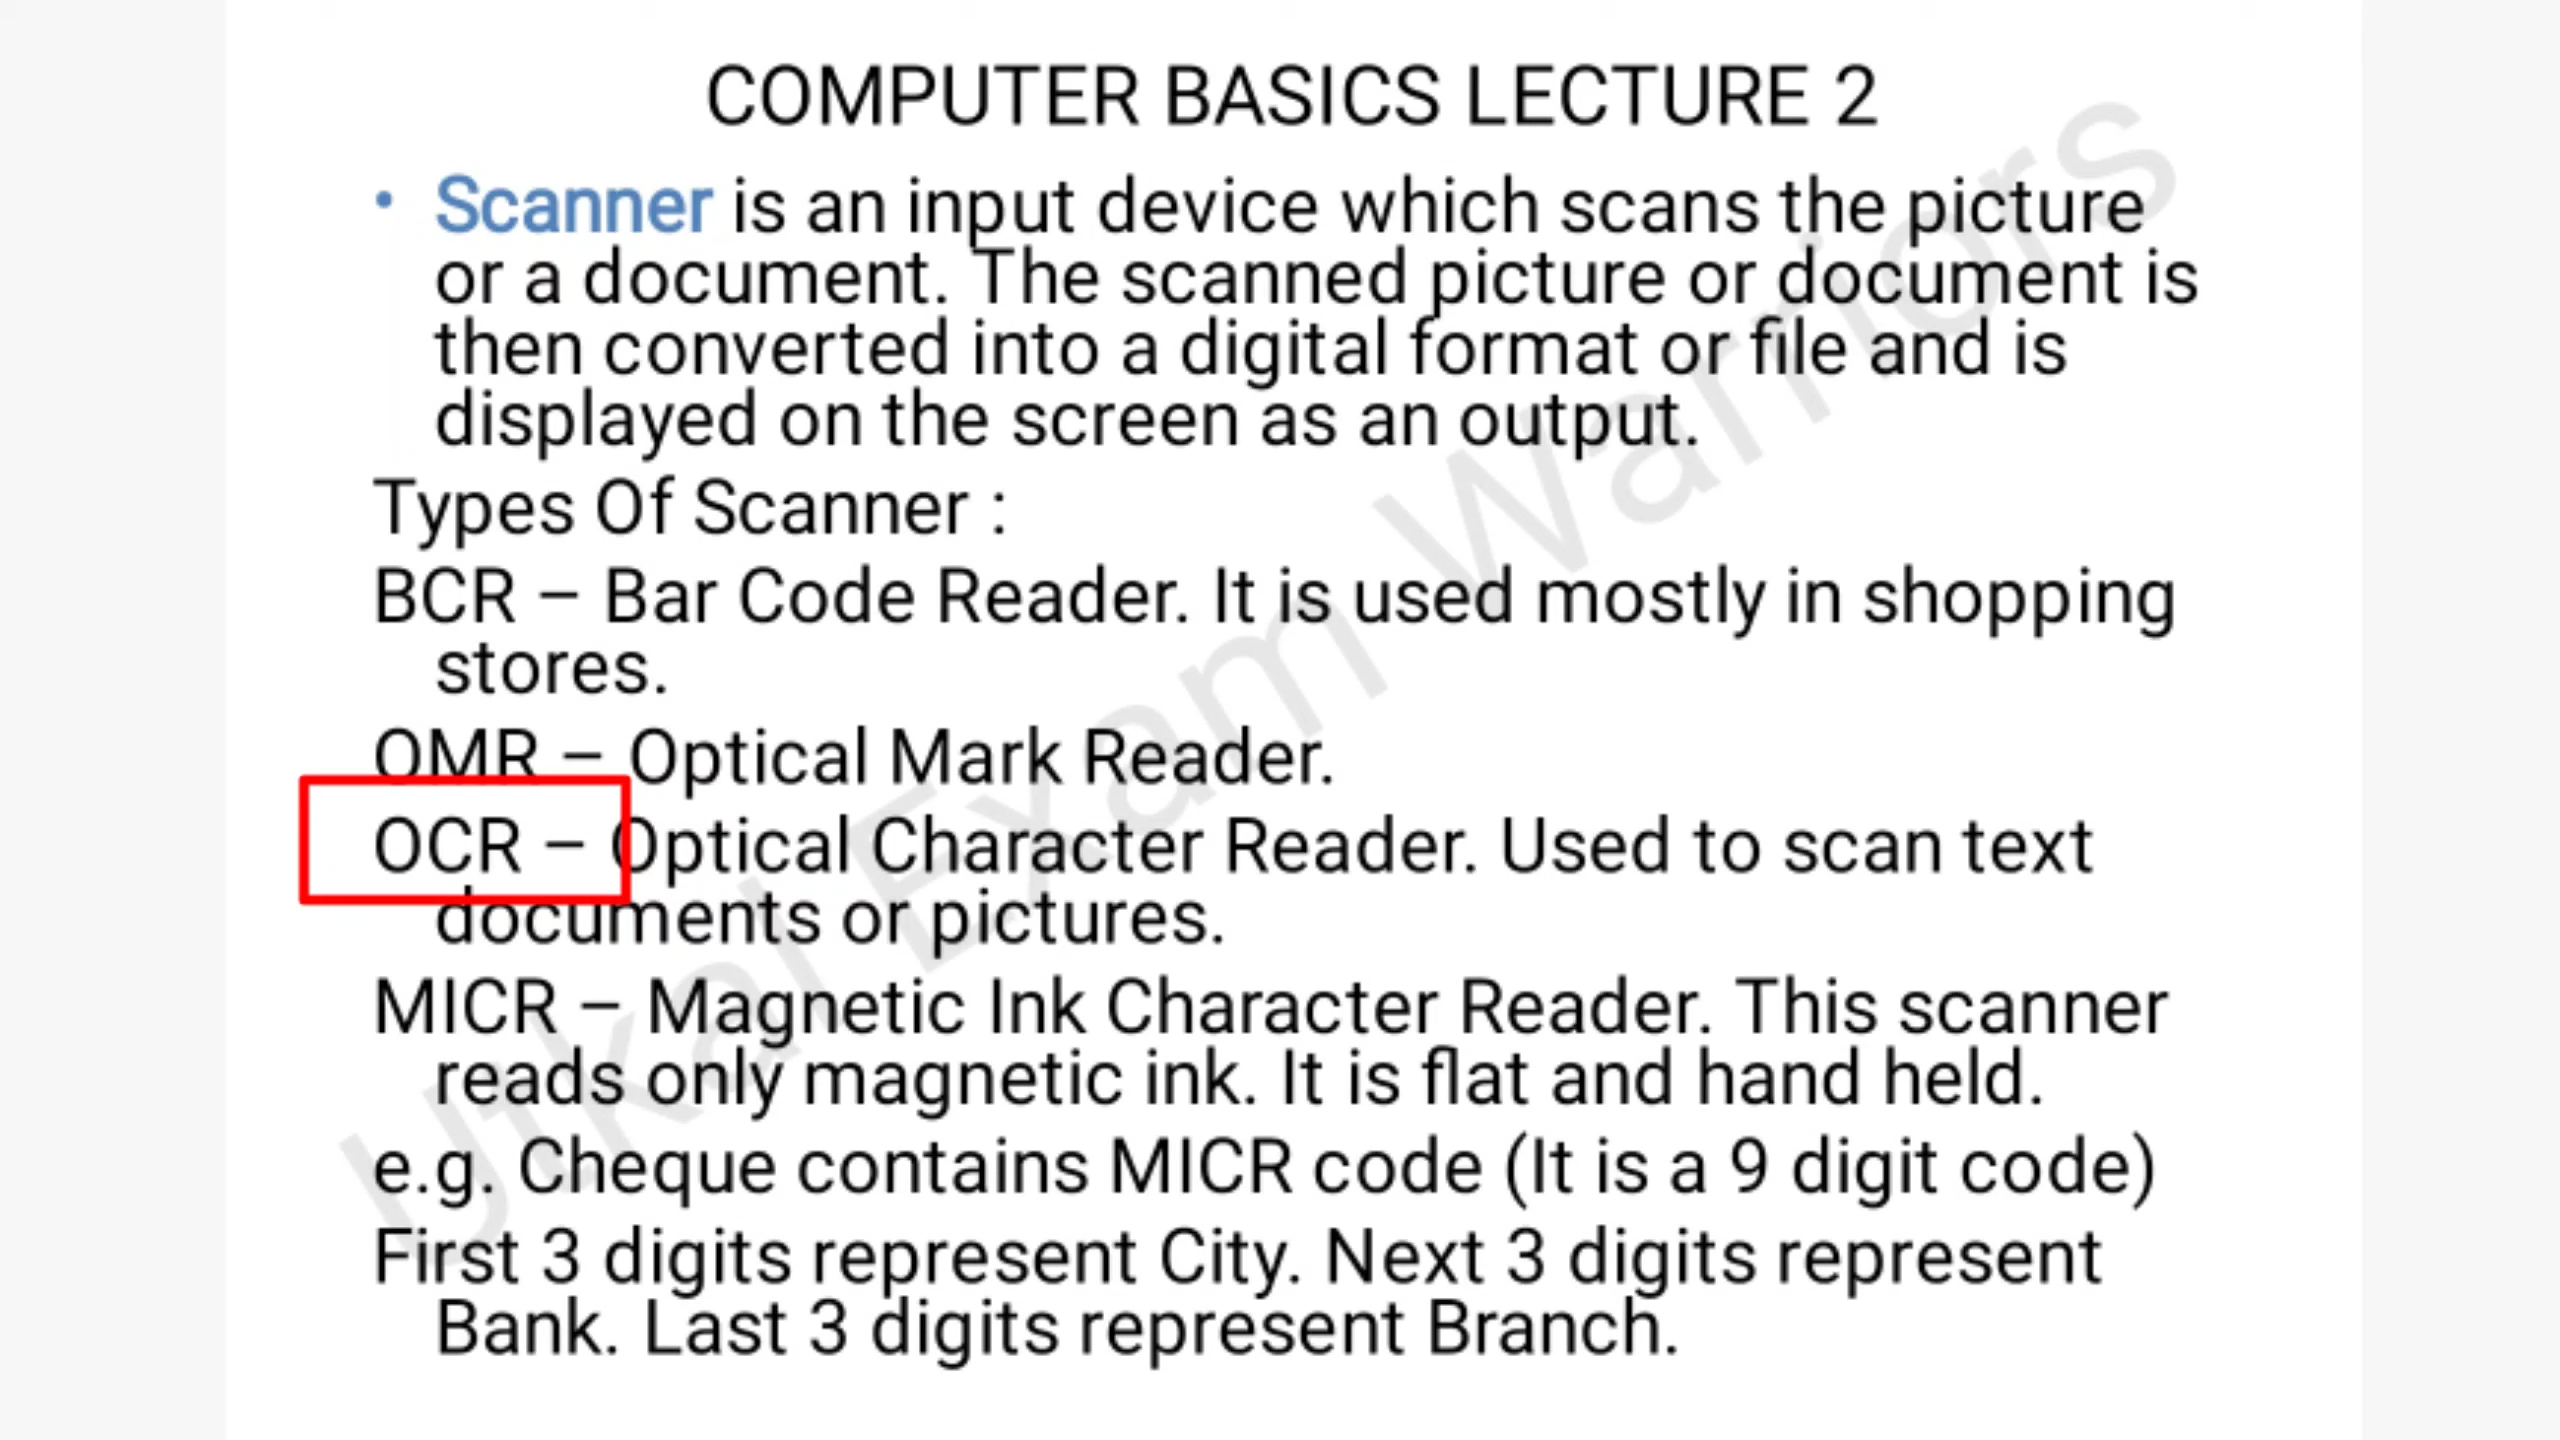 COMPUTER BASICS LECTURE 2
• Scanner is an input device which scans the picture
or a document. The scanned picture or document is
then converted into a digital format or file and is
displayed on the screen as an output.
Types Of Scanner :
BCR – Bar Code Reader. It is used mostly in shopping
stores.
OMR – Optical Mark Reader.
OCR – Optical Character Reader. Used to scan text
documents or pictures.
MICR – Magnetic Ink Character Reader. This scanner
reads only magnetic ink. It is flat and hand held.
e.g. Cheque contains MICR code (It is a 9 digit code)
First 3 digits represent City. Next 3 digits represent
Bank. Last 3 digits represent Branch.
Utkal Exam Warriors